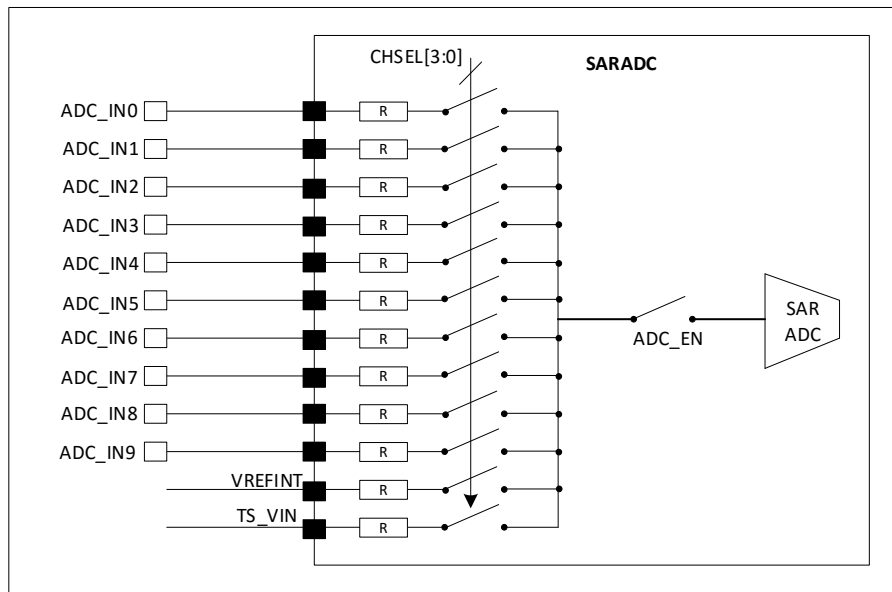 CHSEL[3:0]
SARADC
ADC_IN0
R
ADC_IN1
R
ADC_IN2
R
ADC_IN3
R
ADC_IN4
R
ADC_IN5
R
SAR
ADC
ADC_IN6
R
ADC_EN
ADC_IN7
R
ADC_IN8
R
ADC_IN9
R
VREFINT
R
TS_VIN
R